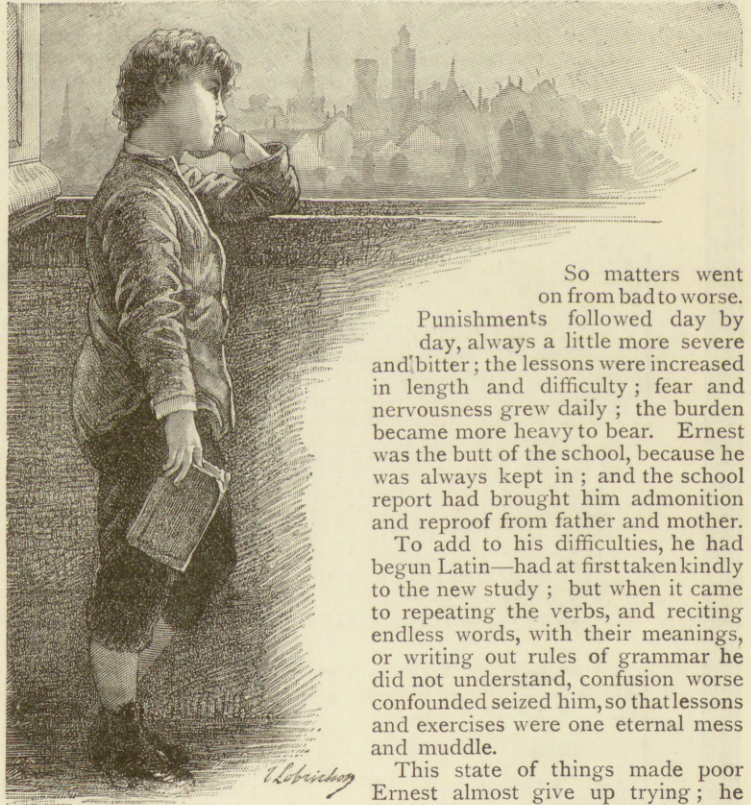 So matters went
on from bad to worse.
Punishments followed day by
day, always a little more severe
and bitter ; the lessons were increased
in length and difficulty ; fear and
nervousness grew daily ; the burden
became more heavy to bear. Ernest
was the butt of the school, because he
was always kept in ; and the school
report had brought him admonition
and reproof from father and mother.
To add to his difficulties, he had
begun Latin—had at first taken kindly
to the new study ; but when it came
to repeating the verbs, and reciting
endless words, with their meanings,
or writing out rules of grammar he
did not understand, confusion worse
confounded seized him, so that lessons
and exercises were one eternal mess
and muddle.
This state of things made poor
Ernest almost give up trying ; he